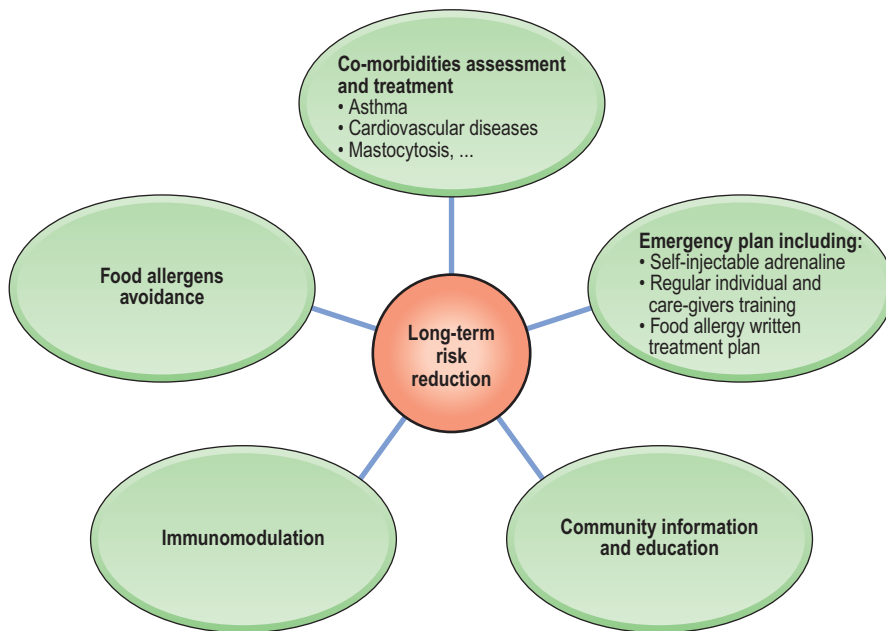 Co-morbidities assessment
and treatment
• Asthma
• Cardiovascular diseases
• Mastocytosis, ...
Food allergens
avoidance
Emergency plan including:
• Self-injectable adrenaline
• Regular individual and
care-givers training
• Food allergy written
treatment plan
Long-term
risk
reduction
Immunomodulation
Community information
and education